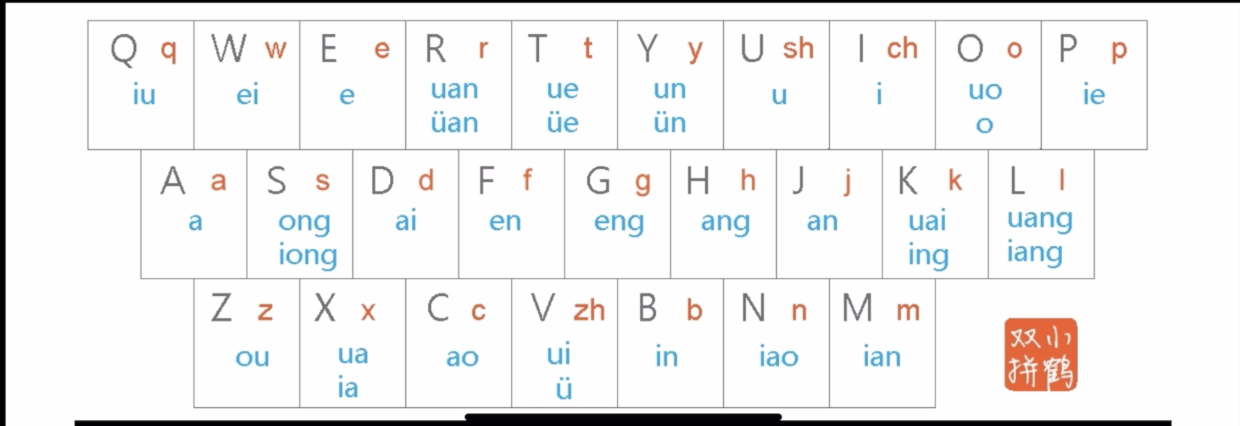 Q q W w E e R r T t Y y U sh I ch O o P p
iu ei e uan ue un u i uo ie
üan üe ün o
A a S s D d F f G g H h J j K k L l
a ong ai en eng ang an uai uang
iong ing iang
Z z X x C c V zh B b N n M m
ou ua ao ui in iao ian
ia ü
双小
拼鹤